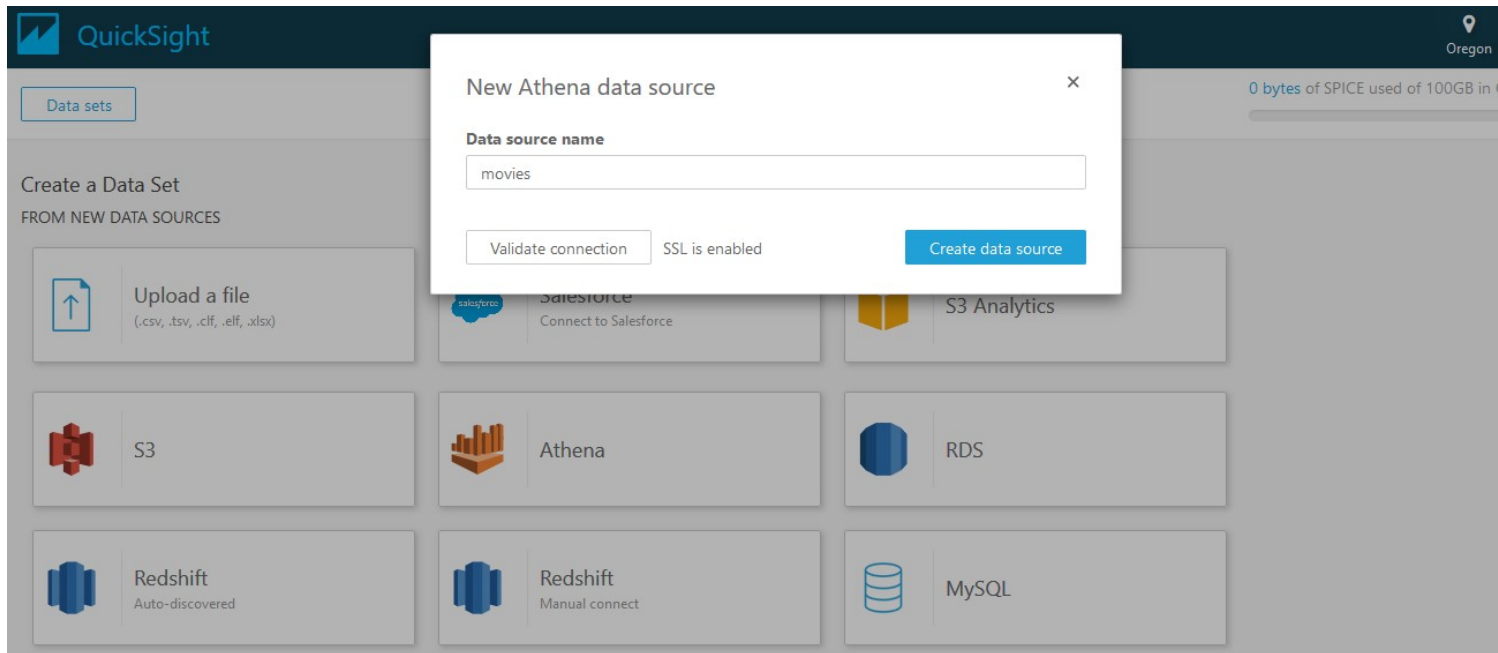 QuickSight
Oregon
Data sets
0 bytes of SPICE used of 100GB in
New Athena data source
×
Data source name
movies
Validate connection
SSL is enabled
Create data source
Create a Data Set
FROM NEW DATA SOURCES
Upload a file
(.csv, .tsv, .clf, .elf, .xlsx)
salesforce
Salesforce
Connect to Salesforce
S3 Analytics
S3
Athena
RDS
Redshift
Auto-discovered
Redshift
Manual connect
MySQL